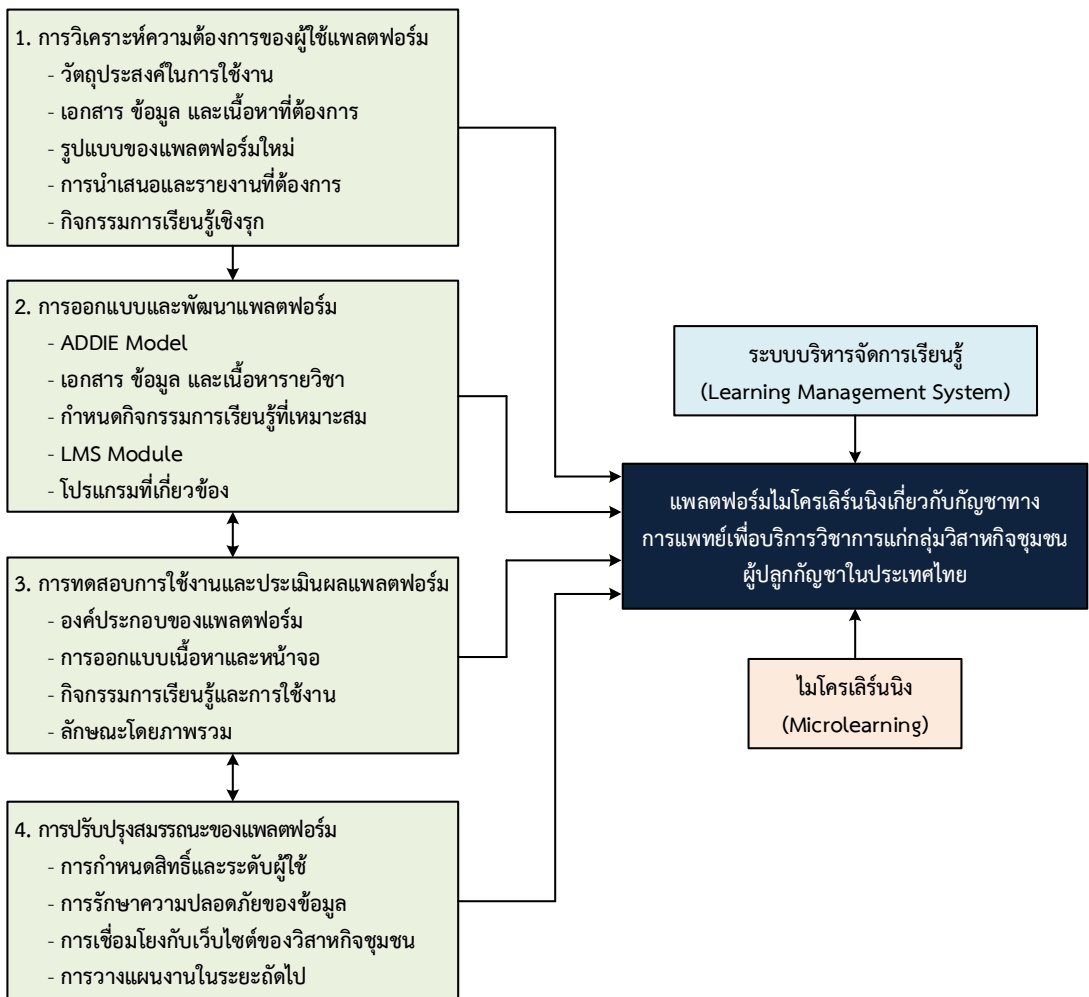 1. การวิเคราะห์ความต้องการของผู้ใช้แพลตฟอร์ม
- วัตถุประสงค์ในการใช้งาน
- เอกสาร ข้อมูล และเนื้อหาที่ต้องการ
- รูปแบบของแพลตฟอร์มใหม่
- การนำเสนอและรายงานที่ต้องการ
- กิจกรรมการเรียนรู้เชิงรุก
2. การออกแบบและพัฒนาแพลตฟอร์ม
- ADDIE Model
- เอกสาร ข้อมูล และเนื้อหารายวิชา
- กำหนดกิจกรรมการเรียนรู้ที่เหมาะสม
- LMS Module
- โปรแกรมที่เกี่ยวข้อง
3. การทดสอบการใช้งานและประเมินผลแพลตฟอร์ม
- องค์ประกอบของแพลตฟอร์ม
- การออกแบบเนื้อหาและหน้าจอ
- กิจกรรมการเรียนรู้และการใช้งาน
- ลักษณะโดยภาพรวม
4. การปรับปรุงสมรรถนะของแพลตฟอร์ม
- การกำหนดสิทธิ์และระดับผู้ใช้
- การรักษาความปลอดภัยของข้อมูล
- การเชื่อมโยงกับเว็บไซต์ของวิสาหกิจชุมชน
- การวางแผนงานในระยะถัดไป
ระบบบริหารจัดการเรียนรู้
(Learning Management System)
แพลตฟอร์มไมโครเลิร์นนิงเกี่ยวกับกัญชาทาง
การแพทย์เพื่อบริการวิชาการแก่กลุ่มวิสาหกิจชุมชน
ผู้ปลูกกัญชาในประเทศไทย
ไมโครเลิร์นนิง
(Microlearning)